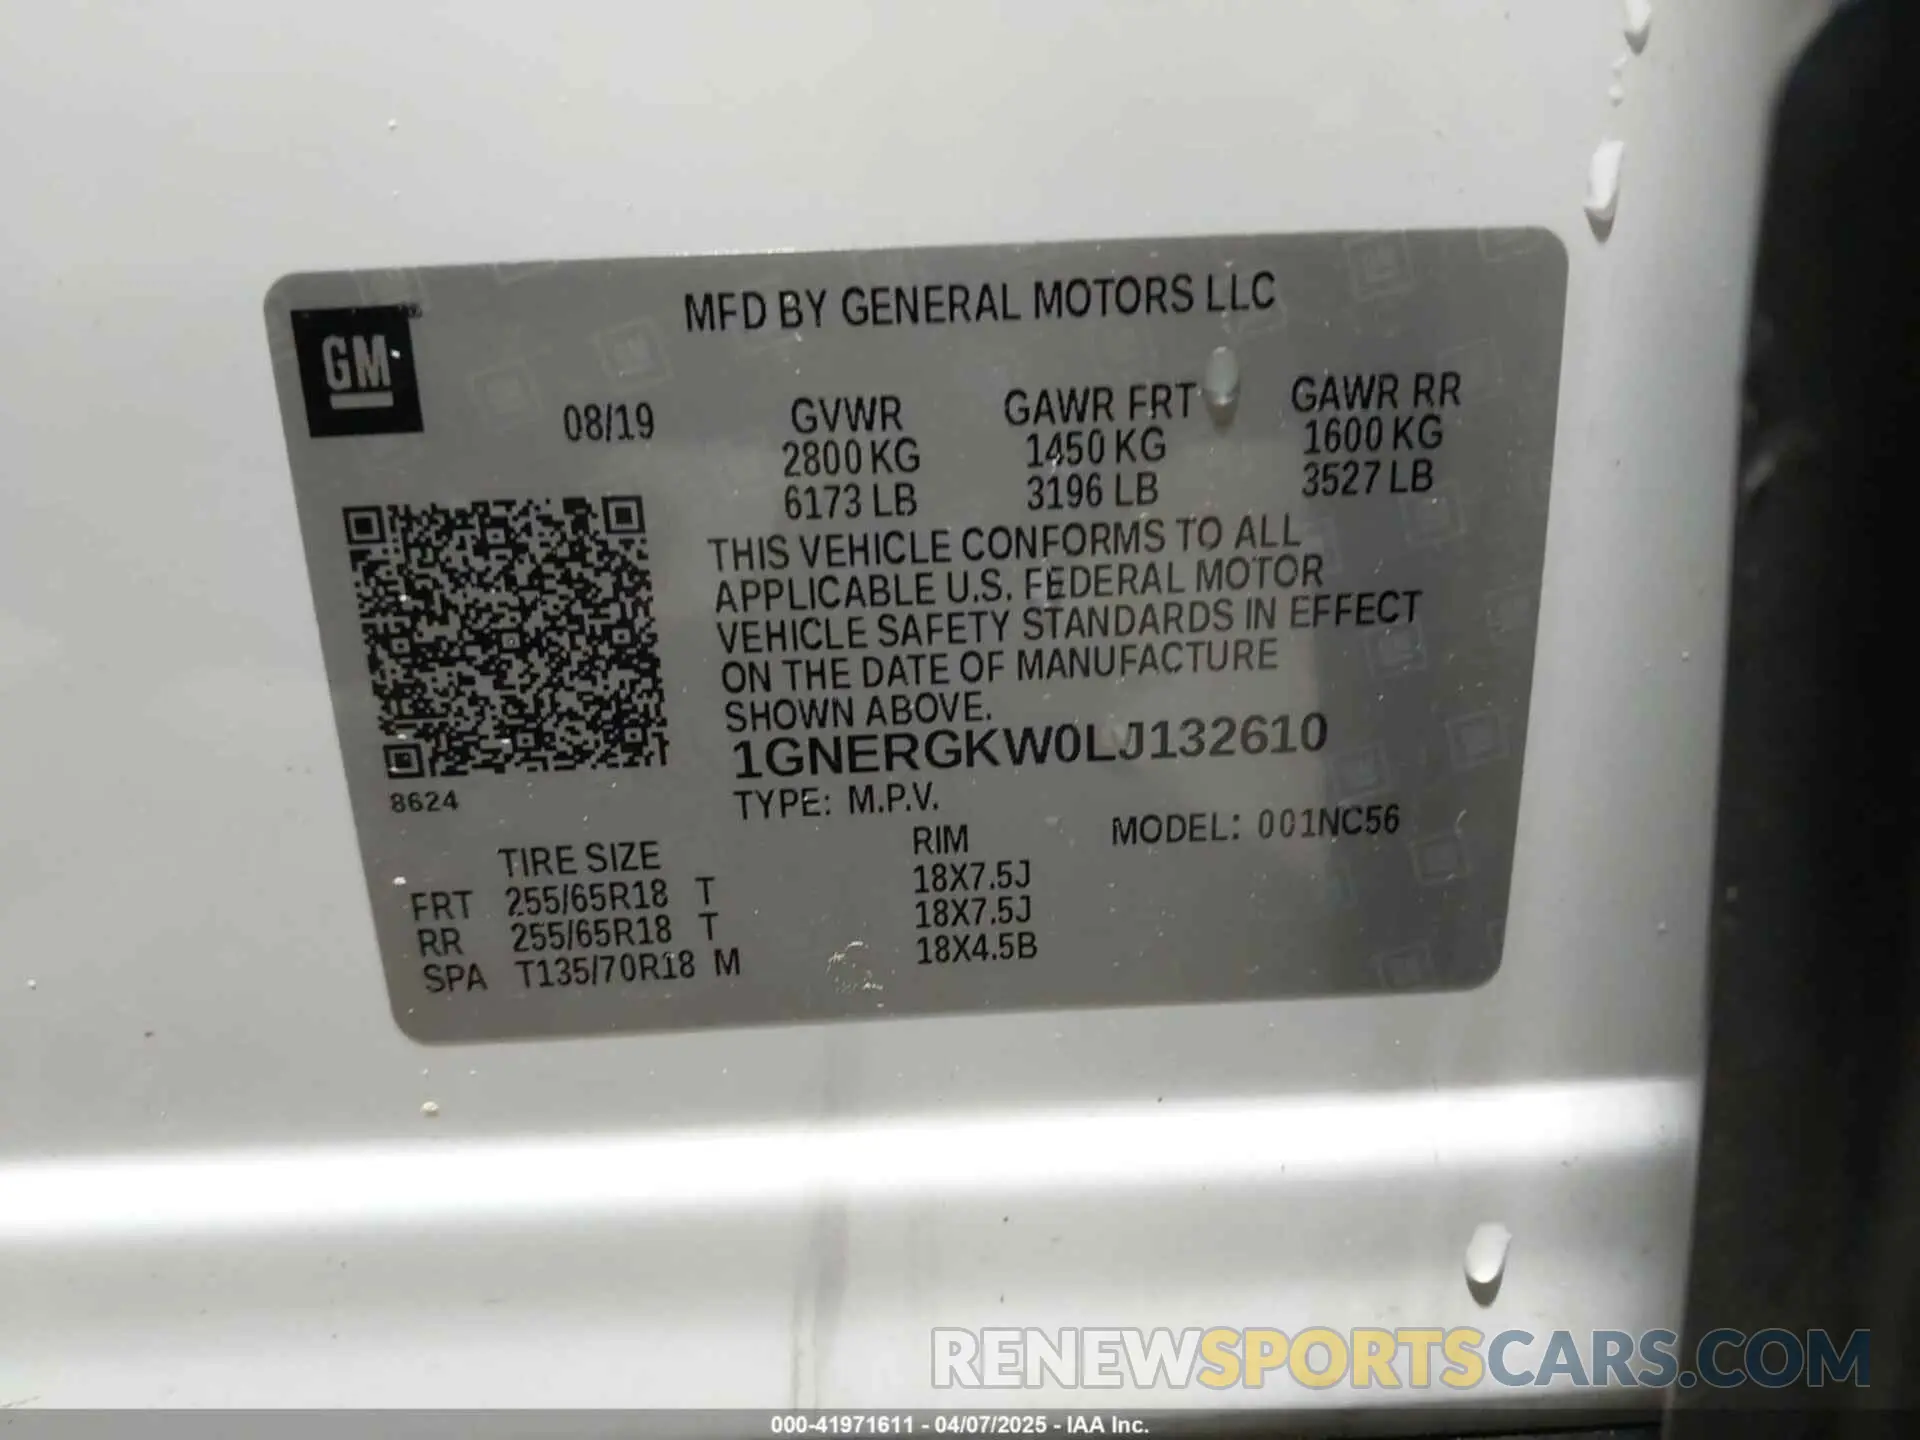 MFD BY GENERAL MOTORS LLC
GM
08/19 GVWR GAWR FRT GAWR RR
2800 KG 1450 KG 1600 KG
6173 LB 3196 LB 3527 LB
THIS VEHICLE CONFORMS TO ALL
APPLICABLE U.S. FEDERAL MOTOR
VEHICLE SAFETY STANDARDS IN EFFECT
ON THE DATE OF MANUFACTURE
SHOWN ABOVE.
1GNERGKW0LJ132610
8624
TYPE: M.P.V.
MODEL: 001NC56
TIRE SIZE RIM
FRT 255/65R18 T 18X7.5J
RR 255/65R18 T 18X7.5J
SPA T135/70R18 M 18X4.5B
RENEWSPORTSCARS.COM
000-41971611 - 04/07/2025 - IAA Inc.